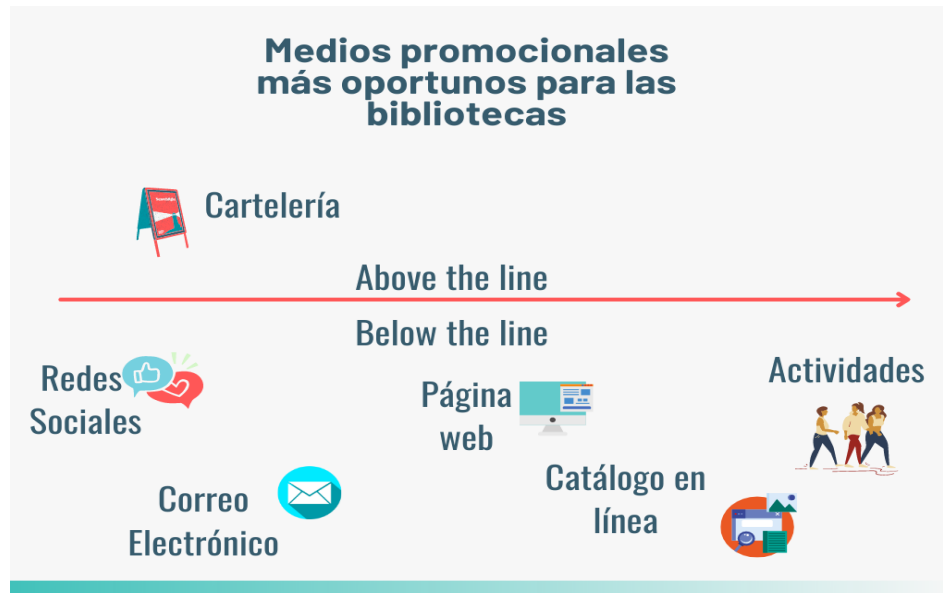 Medios promocionales
más oportunos para las
bibliotecas
Cartelería
Above the line
Below the line
Redes
Sociales
Correo
Electrónico
Página
web
Catálogo en
línea
Actividades